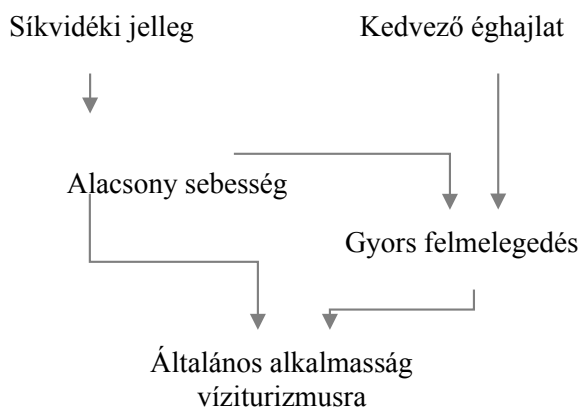 Síkvidéki jelleg
Kedvező éghajlat
Alacsony sebesség
Gyors felmelegedés
Általános alkalmasság
víziturizmusra